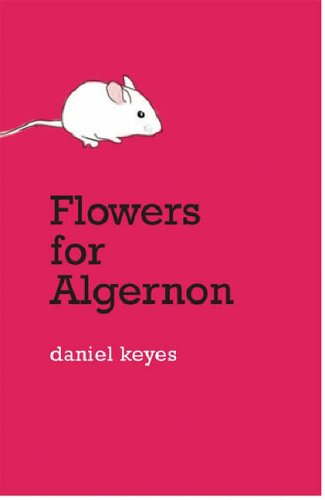 Flowers
for
Algernon
daniel keyes